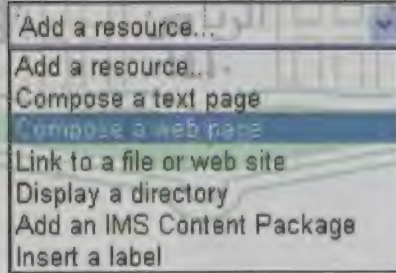 Add a resource...
Add a resource...
Compose a text page
Compose a web page
Link to a file or web site
Display a directory
Add an IMS Content Package
Insert a label